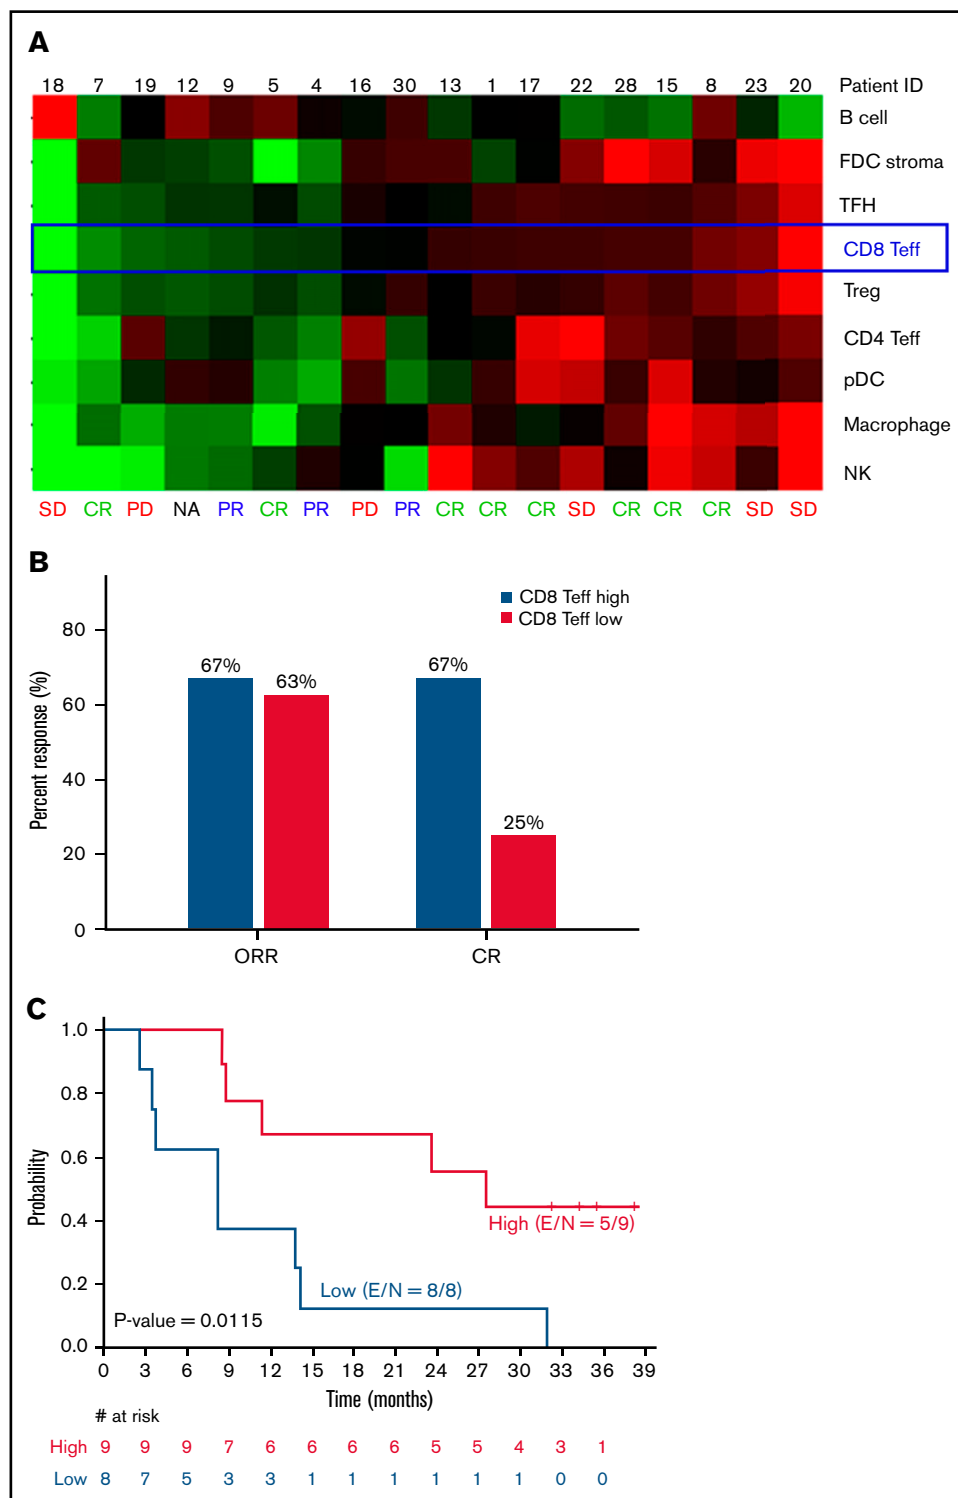 A
18 7 19 12 9 5 4 16 30 13 1 17 22 28 15 8 23 20 Patient ID
B cell
FDC stroma
TFH
CD8 Teff
Treg
CD4 Teff
pDC
Macrophage
NK
SD CR PD NA PR CR PR PD PR CR CR CR SD CR CR CR SD SD
B
CD8 Teff high
CD8 Teff low
Percent response (%)
80
60
40
20
0
67%
63%
67%
25%
ORR CR
C
Probability
1.0
0.8
0.6
0.4
0.2
0.0
High (E/N = 5/9)
Low (E/N = 8/8)
P-value = 0.0115
0 3 6 9 12 15 18 21 24 27 30 33 36 39
Time (months)
# at risk
High 9 9 9 7 6 6 6 6 5 5 4 3 1
Low 8 7 5 3 3 1 1 1 1 1 1 0 0